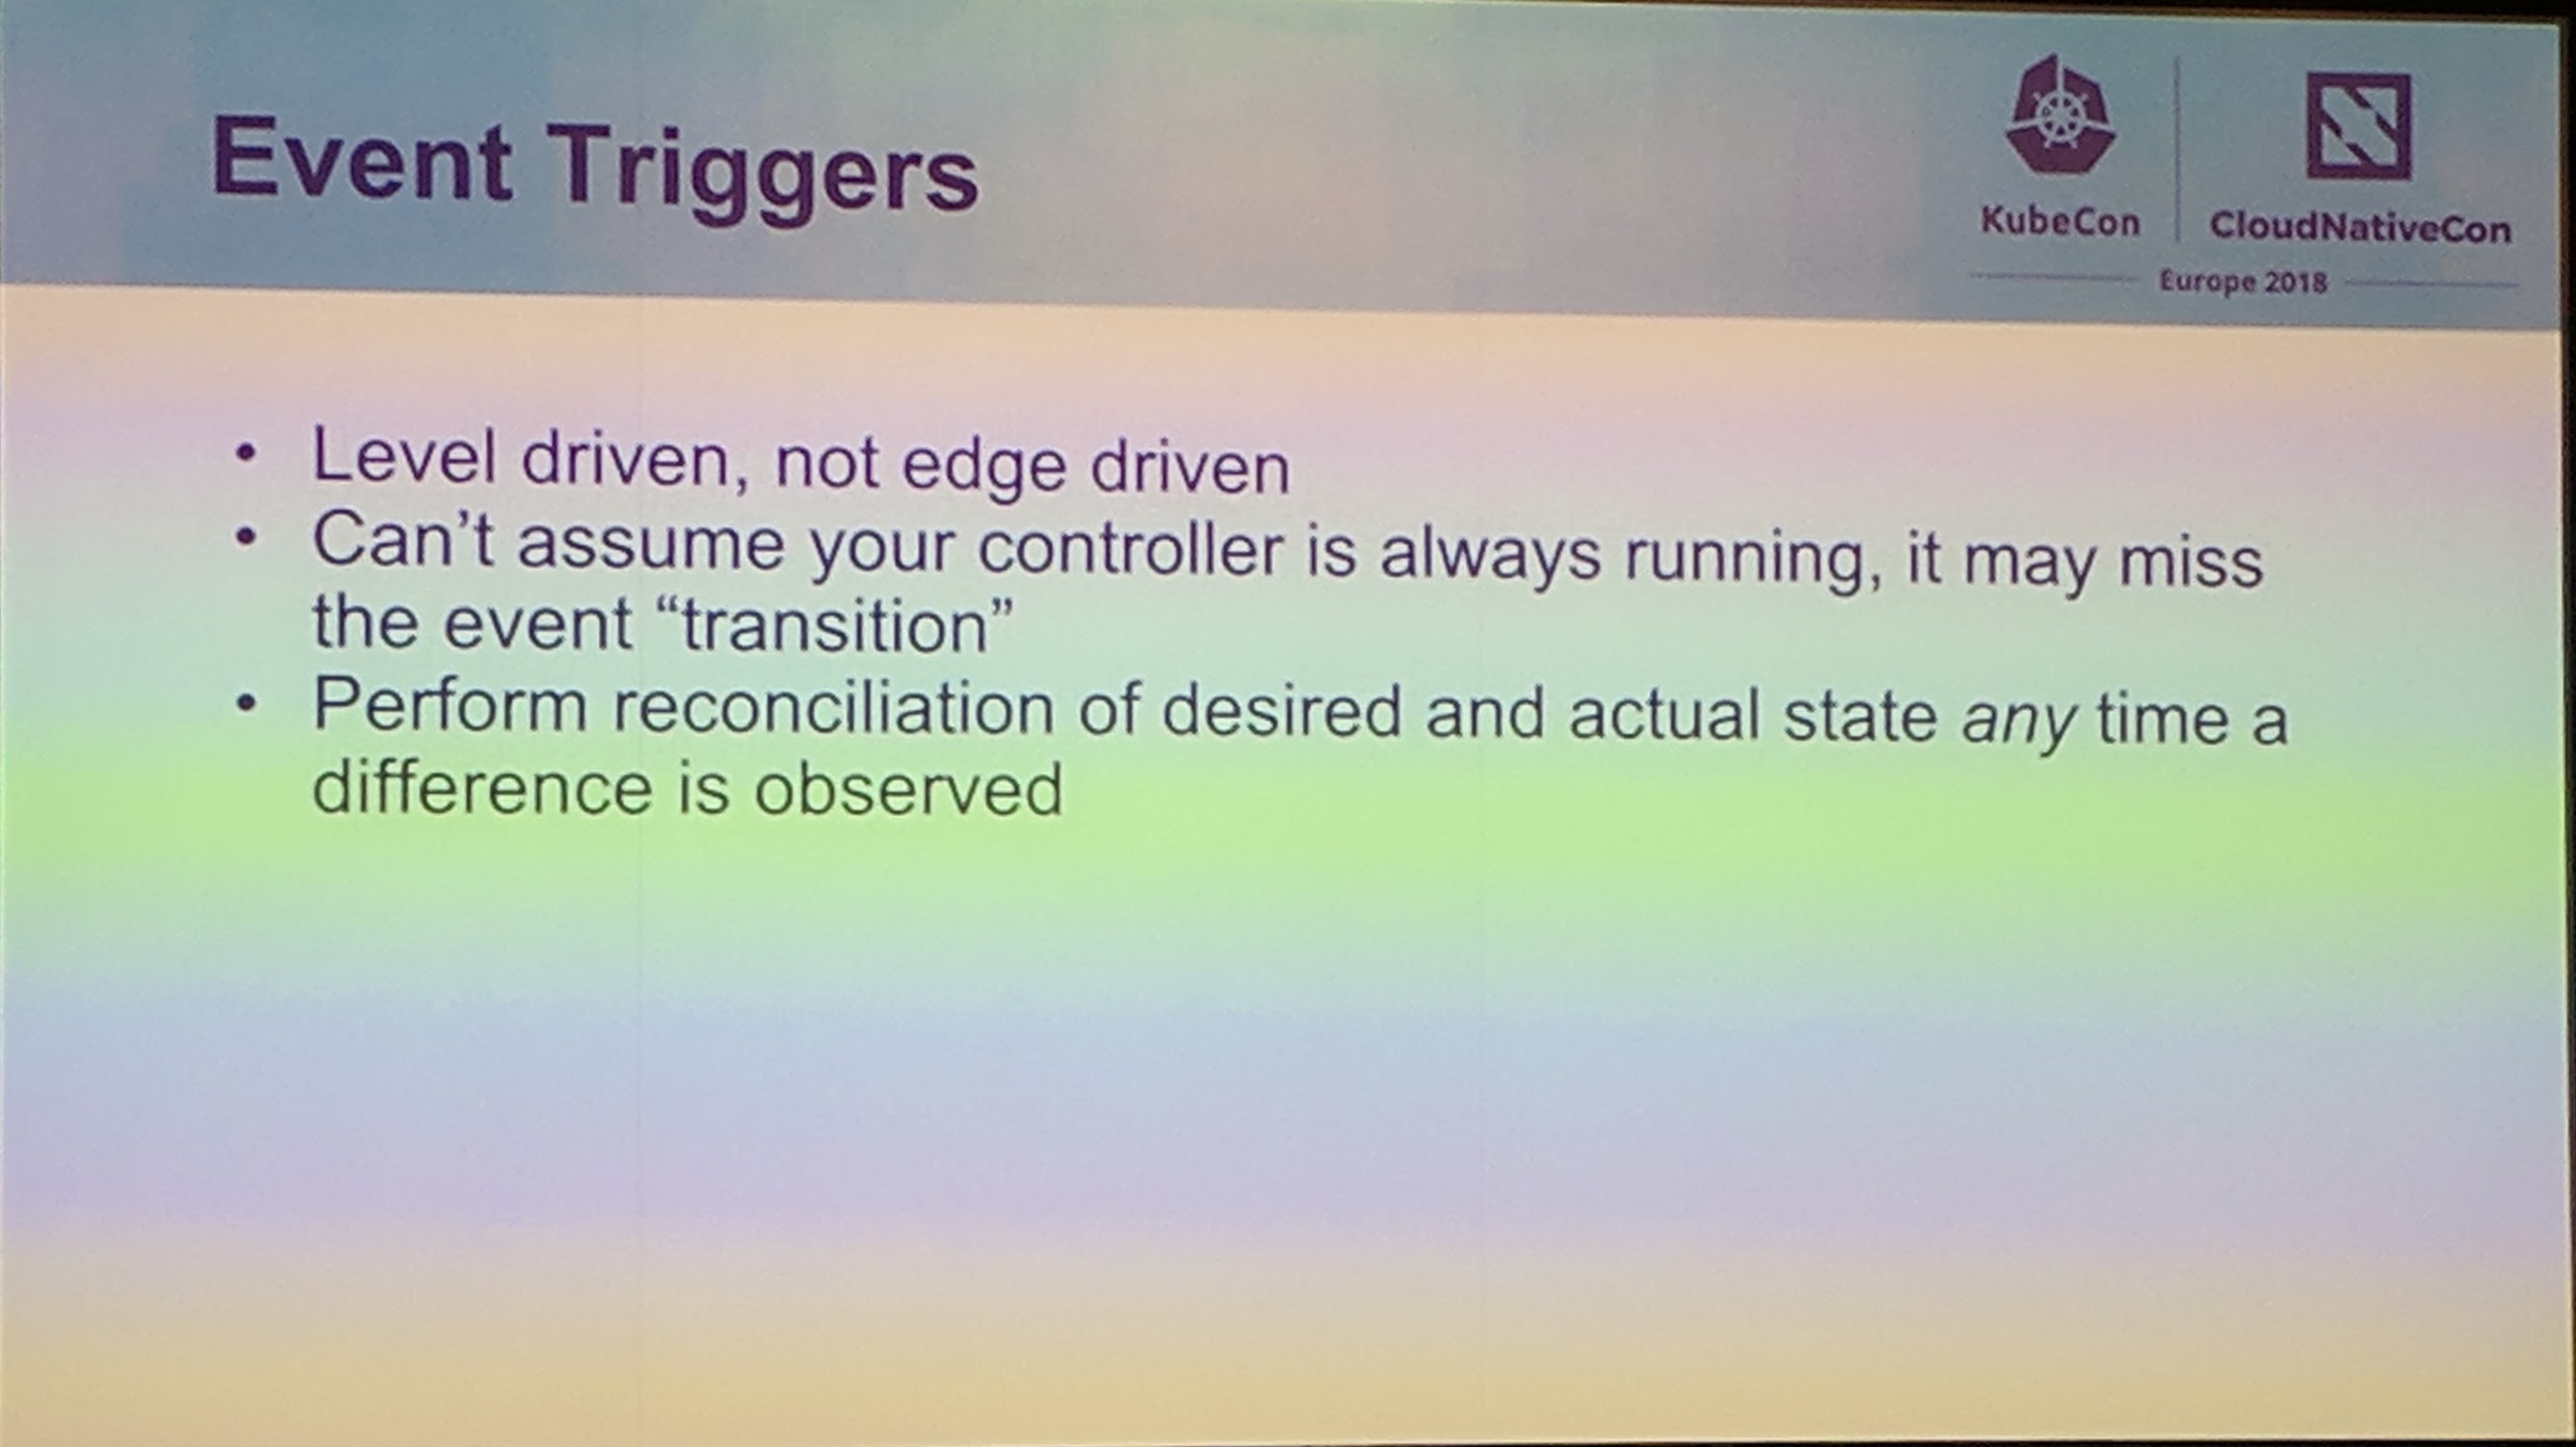 Event Triggers
KubeCon
CloudNativeCon
Europe 2018
• Level driven, not edge driven
• Can’t assume your controller is always running, it may miss
the event “transition”
• Perform reconciliation of desired and actual state any time a
difference is observed